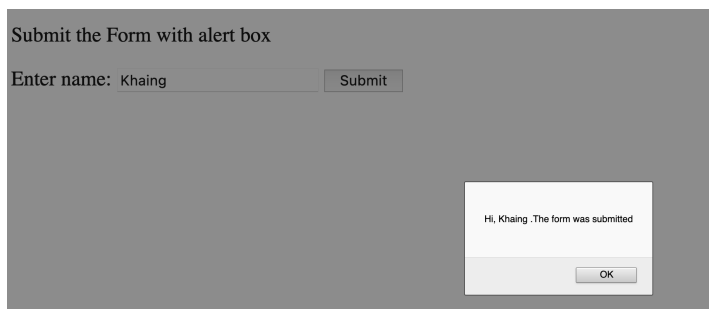 Submit the Form with alert box
Enter name: Khaing Submit
Hi, Khaing .The form was submitted
OK